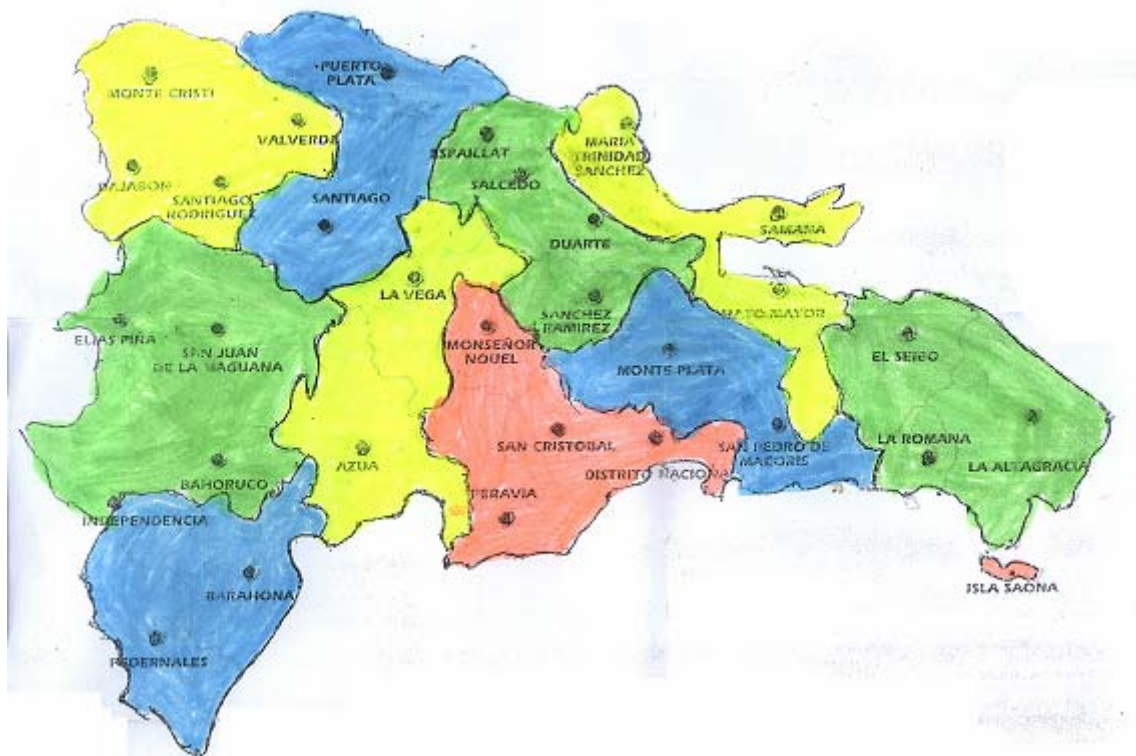 PUERTO
PLATA
MONTE CRISTI
VALVERDE
ESPAILLAT
MARIA
TRINIDAD
SANCHEZ
DAJABON
SANTIAGO
RODRIGUEZ
SANTIAGO
SALCEDO
SAMANA
DUARTE
LA VEGA
SANCHEZ
RAMIREZ
HATO MAYOR
ELIAS PIÑA
SAN JUAN
DE LA MAGUANA
MONSEÑOR
NOUEL
MONTE PLATA
EL SEIBO
AZUA
SAN CRISTOBAL
SAN PEDRO DE
MACORIS
LA ROMANA
LA ALTAGRACIA
DISTRITO NACIONAL
BAHORUCO
PERAVIA
INDEPENDENCIA
BARAHONA
ISLA SAONA
PEDERNALES